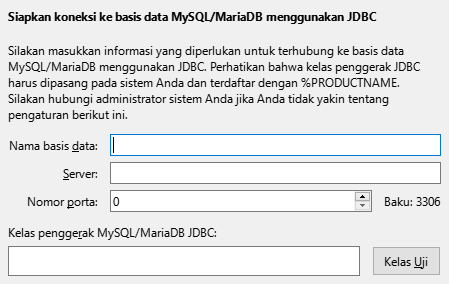 Siapkan koneksi ke basis data MySQL/MariaDB menggunakan JDBC
Silakan masukkan informasi yang diperlukan untuk terhubung ke basis data
MySQL/MariaDB menggunakan JDBC. Perhatikan bahwa kelas penggerak JDBC
harus dipasang pada sistem Anda dan terdaftar dengan %PRODUCTNAME.
Silakan hubungi administrator sistem Anda jika Anda tidak yakin tentang
pengaturan berikut ini.
Nama basis data:
Server:
Nomor porta: 0 Baku: 3306
Kelas penggerak MySQL/MariaDB JDBC:
Kelas Uji